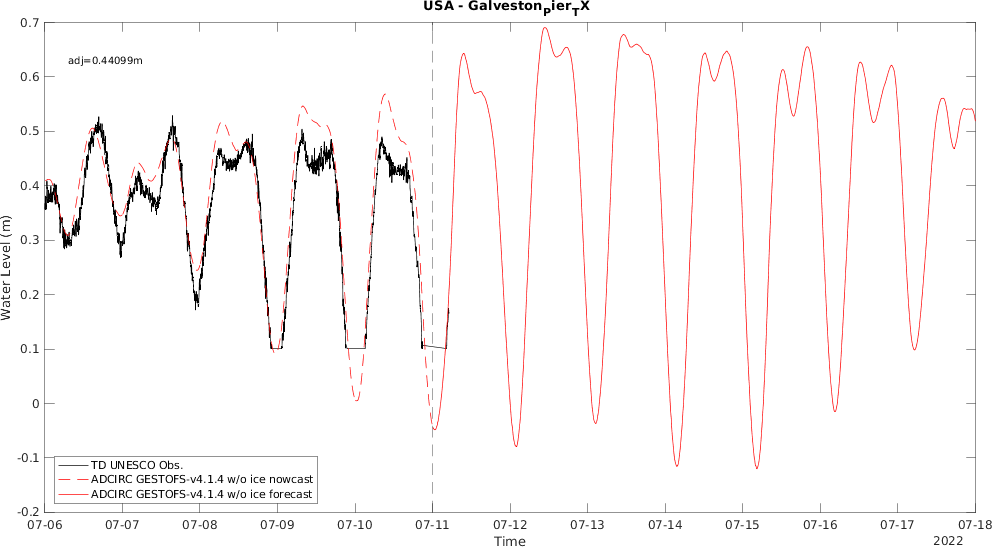 USA - GalvestonPierTX
adj=0.44099m
0.7
0.6
0.5
0.4
0.3
0.2
0.1
0
-0.1
-0.2
Water Level (m)
TD UNESCO Obs.
ADCIRC GESTOFS-v4.1.4 w/o ice nowcast
ADCIRC GESTOFS-v4.1.4 w/o ice forecast
07-06 07-07 07-08 07-09 07-10 07-11 07-12 07-13 07-14 07-15 07-16 07-17 07-18
Time
2022